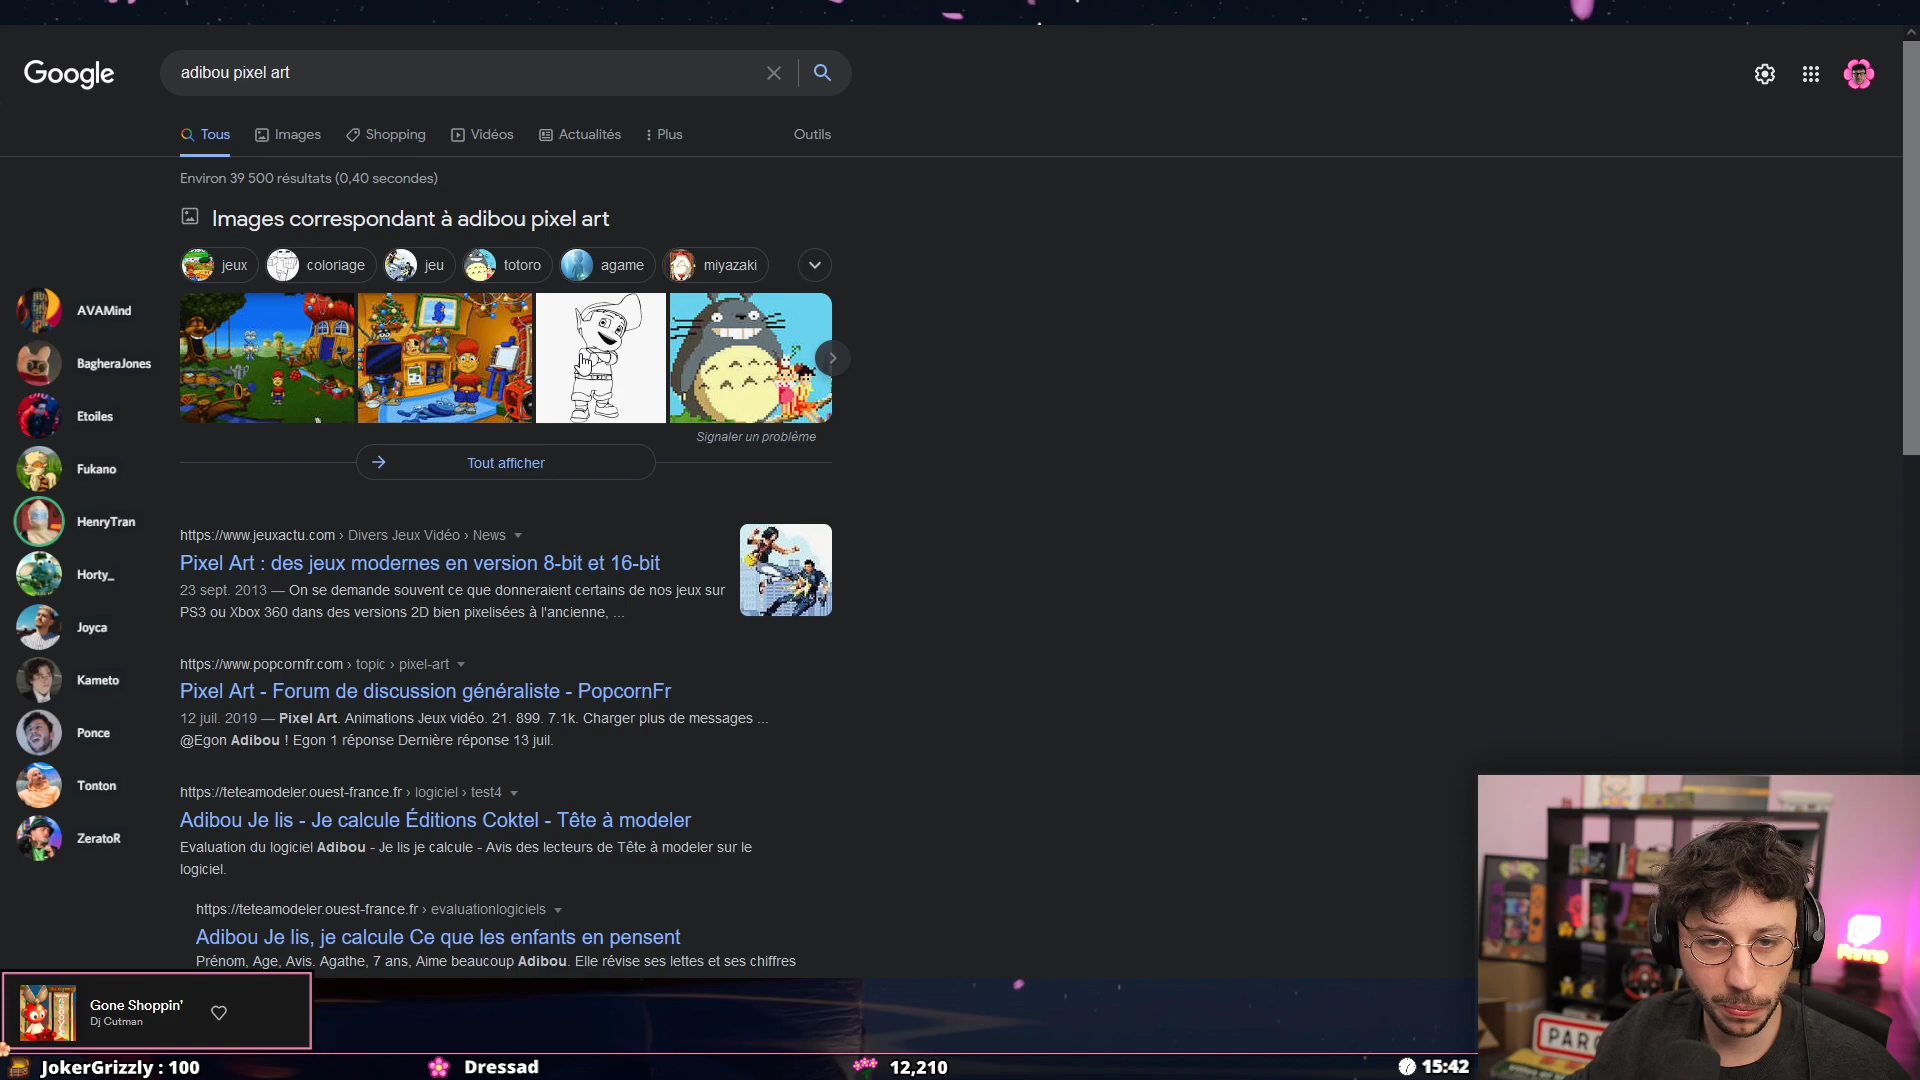 Google
adibou pixel art
Tous
Images
Shopping
Vidéos
Actualités
Plus
Outils
Environ 39 500 résultats (0,40 secondes)
Images correspondant à adibou pixel art
jeux
coloriage
jeu
totoro
agame
miyazaki
Signaler un problème
Tout afficher
AVAMind
BagheraJones
Etoiles
Fukano
HenryTran
Horty_
Joyca
Kameto
Ponce
Tonton
ZeratoR
https://www.jeuxactu.com › Divers Jeux Vidéo › News
Pixel Art : des jeux modernes en version 8-bit et 16-bit
23 sept. 2013 — On se demande souvent ce que donneraient certains de nos jeux sur
PS3 ou Xbox 360 dans des versions 2D bien pixelisées à l'ancienne, ...
https://www.popcornfr.com › topic › pixel-art
Pixel Art - Forum de discussion généraliste - PopcornFr
12 juil. 2019 — Pixel Art. Animations Jeux vidéo. 21. 899. 7.1k. Charger plus de messages ...
@Egon Adibou ! Egon 1 réponse Dernière réponse 13 juil.
https://teteamodeler.ouest-france.fr › logiciel › test4
Adibou Je lis - Je calcule Éditions Coktel - Tête à modeler
Evaluation du logiciel Adibou - Je lis je calcule - Avis des lecteurs de Tête à modeler sur le
logiciel.
https://teteamodeler.ouest-france.fr › evaluationlogiciels
Adibou Je lis, je calcule Ce que les enfants en pensent
Prénom, Age, Avis. Agathe, 7 ans, Aime beaucoup Adibou. Elle révise ses lettres et ses chiffres
Gone Shoppin'
Dj Cutman
JokerGrizzly : 100
Dressad
12,210
15:42